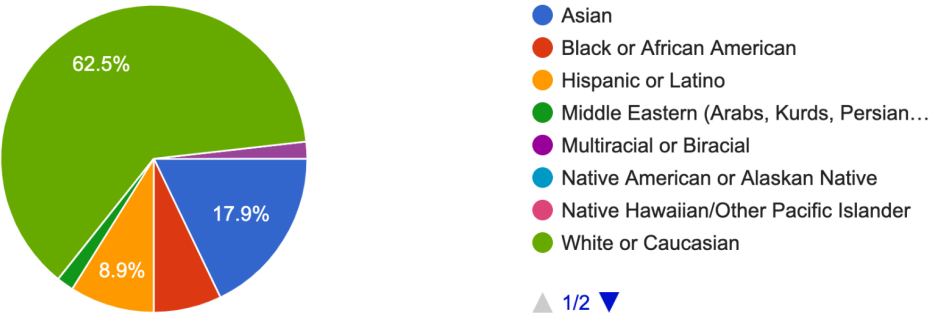 62.5%
17.9%
8.9%
Asian
Black or African American
Hispanic or Latino
Middle Eastern (Arabs, Kurds, Persian…
Multiracial or Biracial
Native American or Alaskan Native
Native Hawaiian/Other Pacific Islander
White or Caucasian
1/2